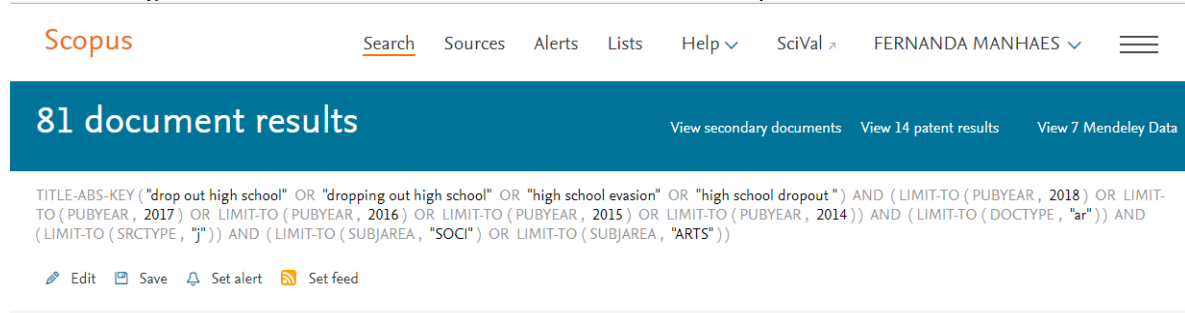 Scopus Search Sources Alerts Lists Help SciVal FERNANDA MANHAES
81 document results View secondary documents View 14 patent results View 7 Mendeley Data
TITLE-ABS-KEY ( "drop out high school" OR "dropping out high school" OR "high school evasion" OR "high school dropout " ) AND ( LIMIT-TO ( PUBYEAR , 2018 ) OR LIMIT-
TO ( PUBYEAR , 2017 ) OR LIMIT-TO ( PUBYEAR , 2016 ) OR LIMIT-TO ( PUBYEAR , 2015 ) OR LIMIT-TO ( PUBYEAR , 2014 ) ) AND ( LIMIT-TO ( DOCTYPE , "ar" ) ) AND
( LIMIT-TO ( SRCTYPE , "j" ) ) AND ( LIMIT-TO ( SUBJAREA , "SOCI" ) OR LIMIT-TO ( SUBJAREA , "ARTS" ) )
Edit Save Set alert Set feed